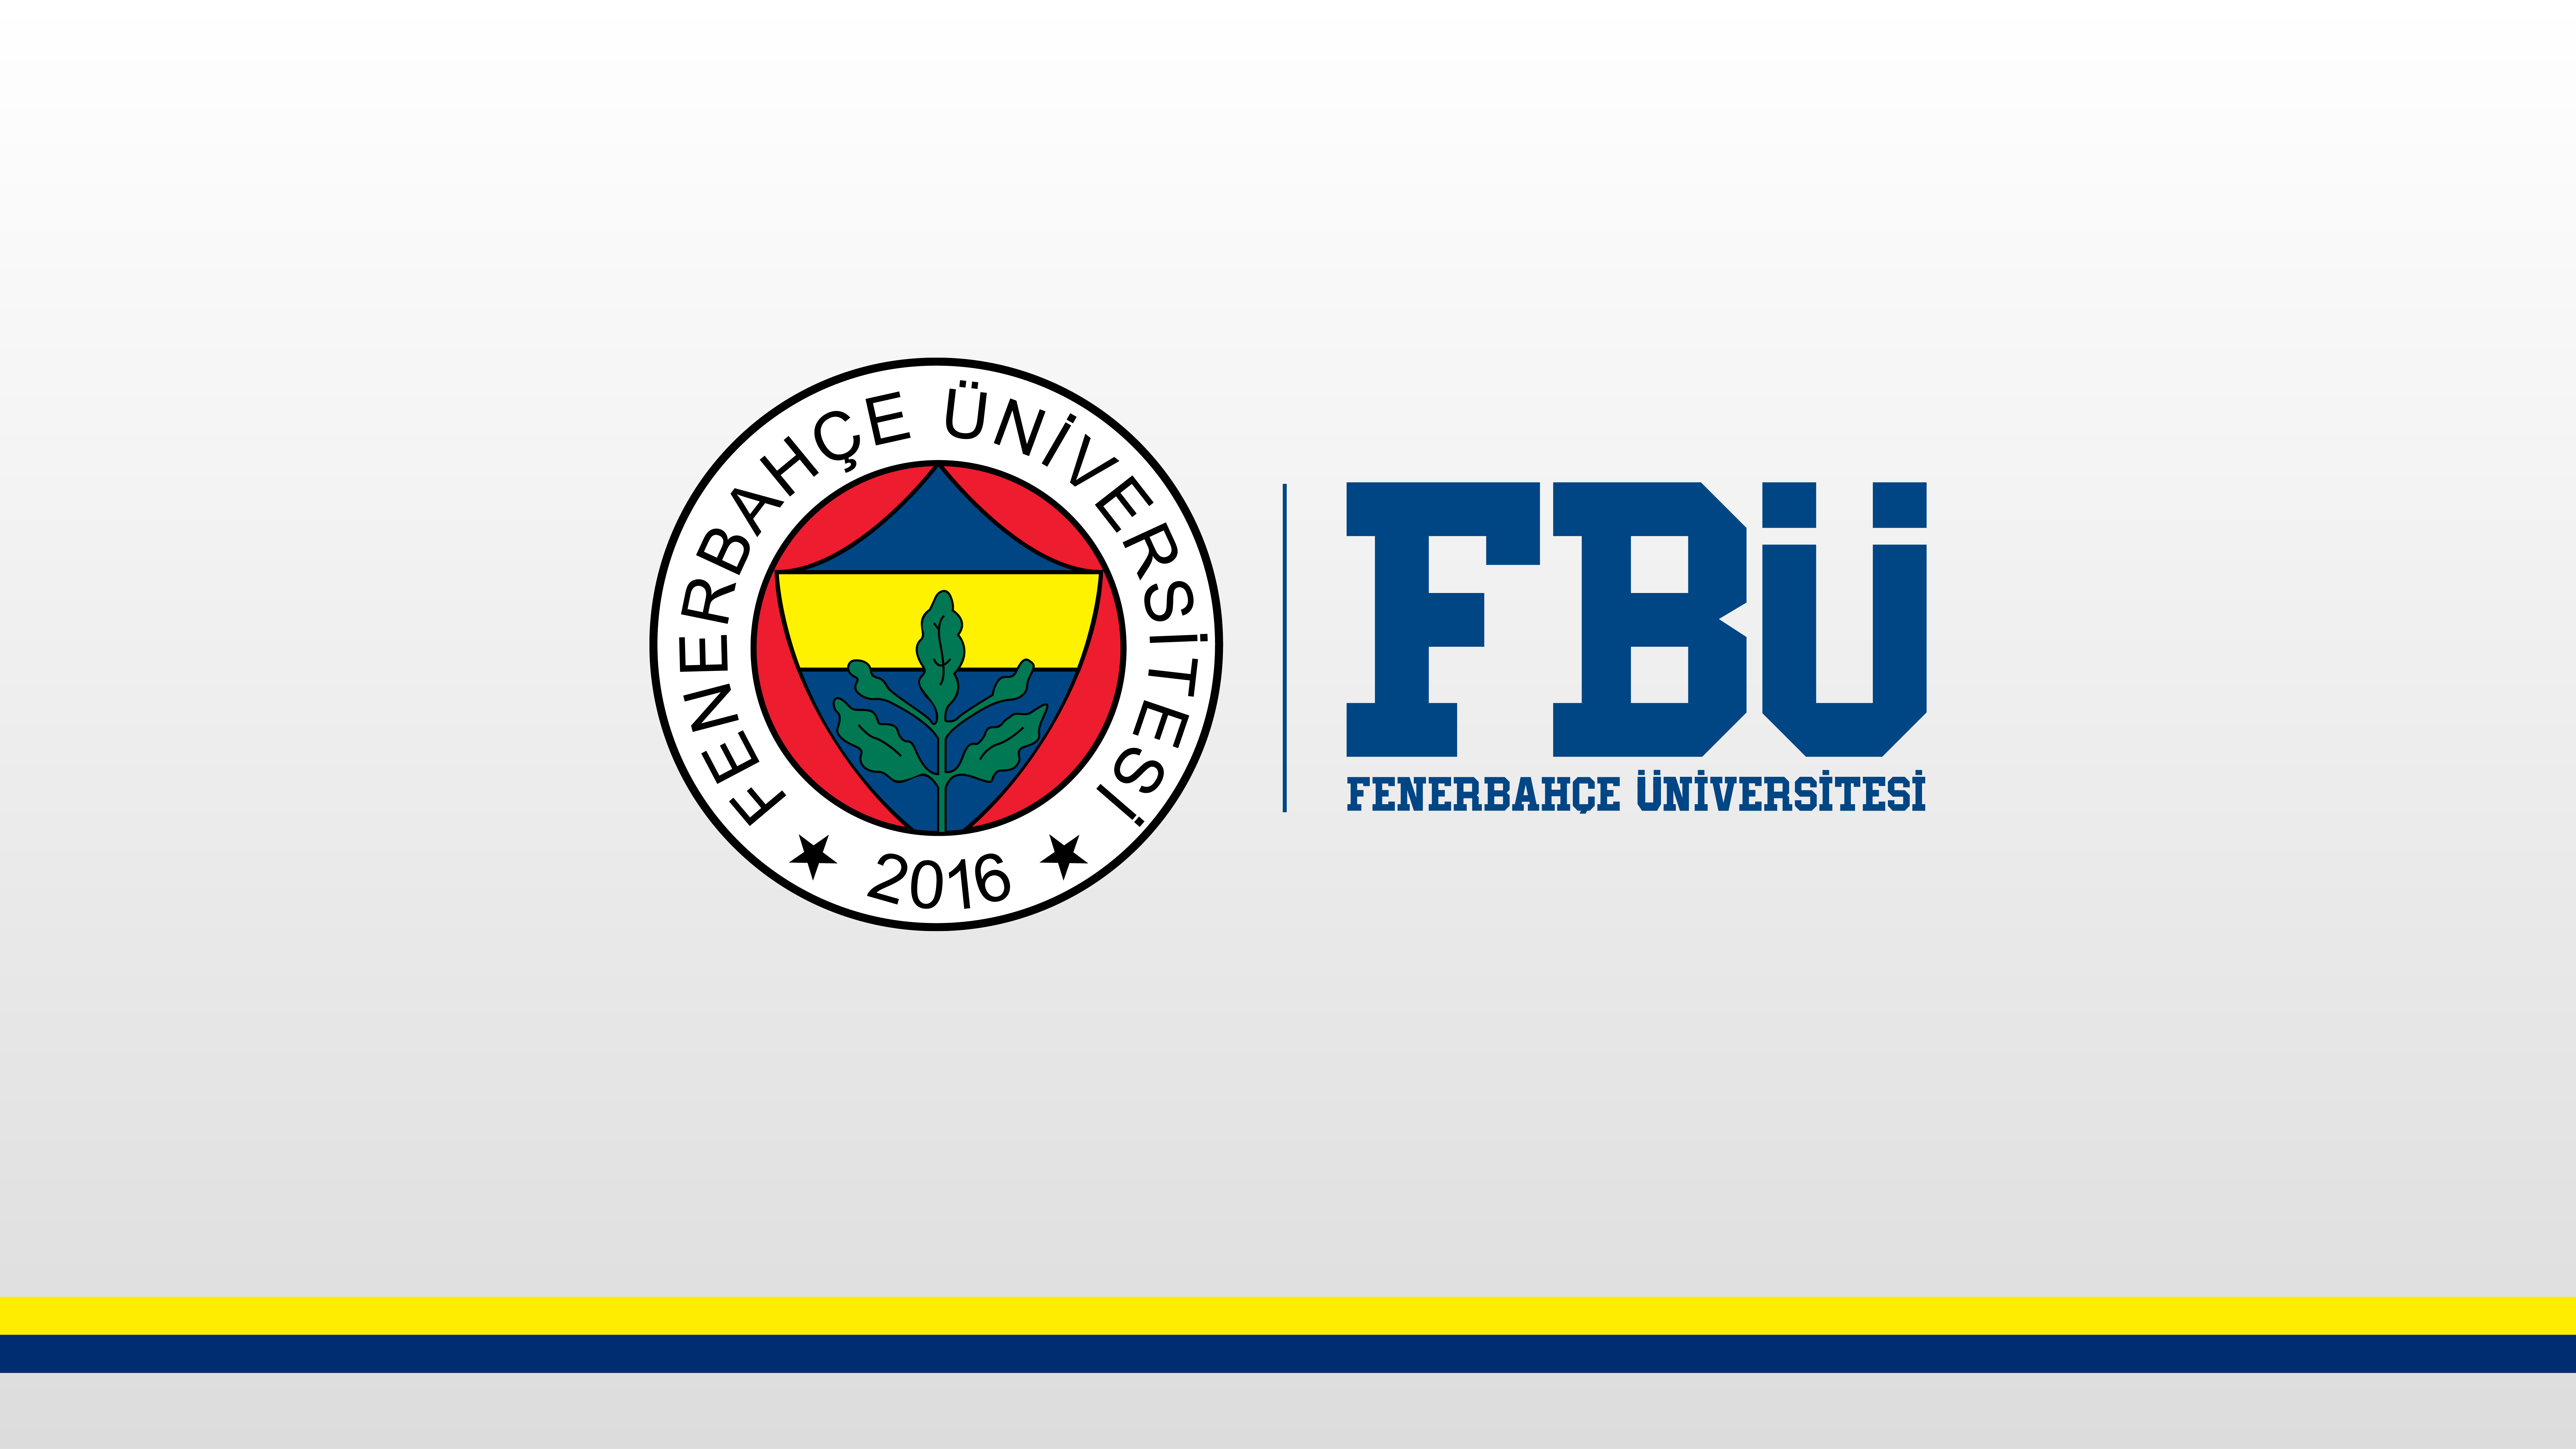 FENERBAHÇE ÜNİVERSİTESİ
★ 2016 ★
FBÜ
FENERBAHÇE ÜNİVERSİTESİ